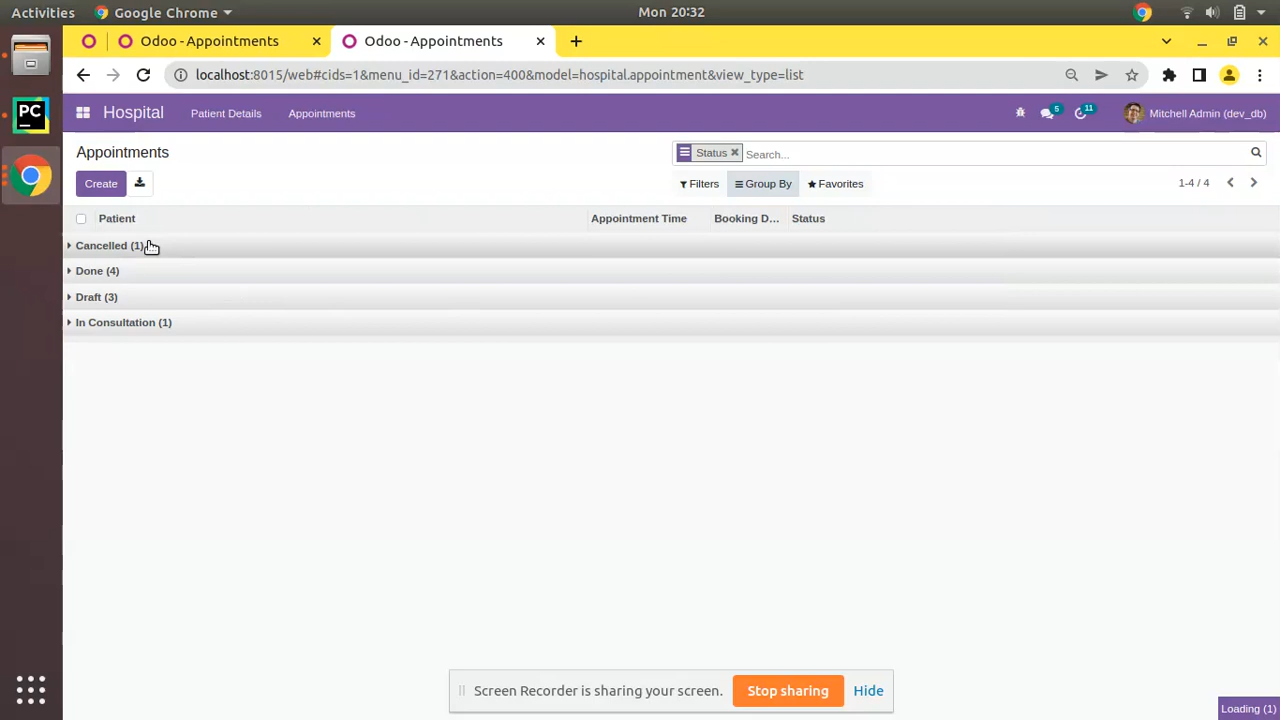 Activities
Google Chrome
Mon 20:32
Odoo - Appointments
Odoo - Appointments
localhost:8015/web#cids=1&menu_id=271&action=400&model=hospital.appointment&view_type=list
PC
Hospital
Patient Details
Appointments
5
11
Mitchell Admin (dev_db)
Appointments
Status
Search...
Create
Filters
Group By
Favorites
1-4 / 4
Patient
Appointment Time
Booking D...
Status
Cancelled (1)
Done (4)
Draft (3)
In Consultation (1)
Screen Recorder is sharing your screen.
Stop sharing
Hide
Loading (1)